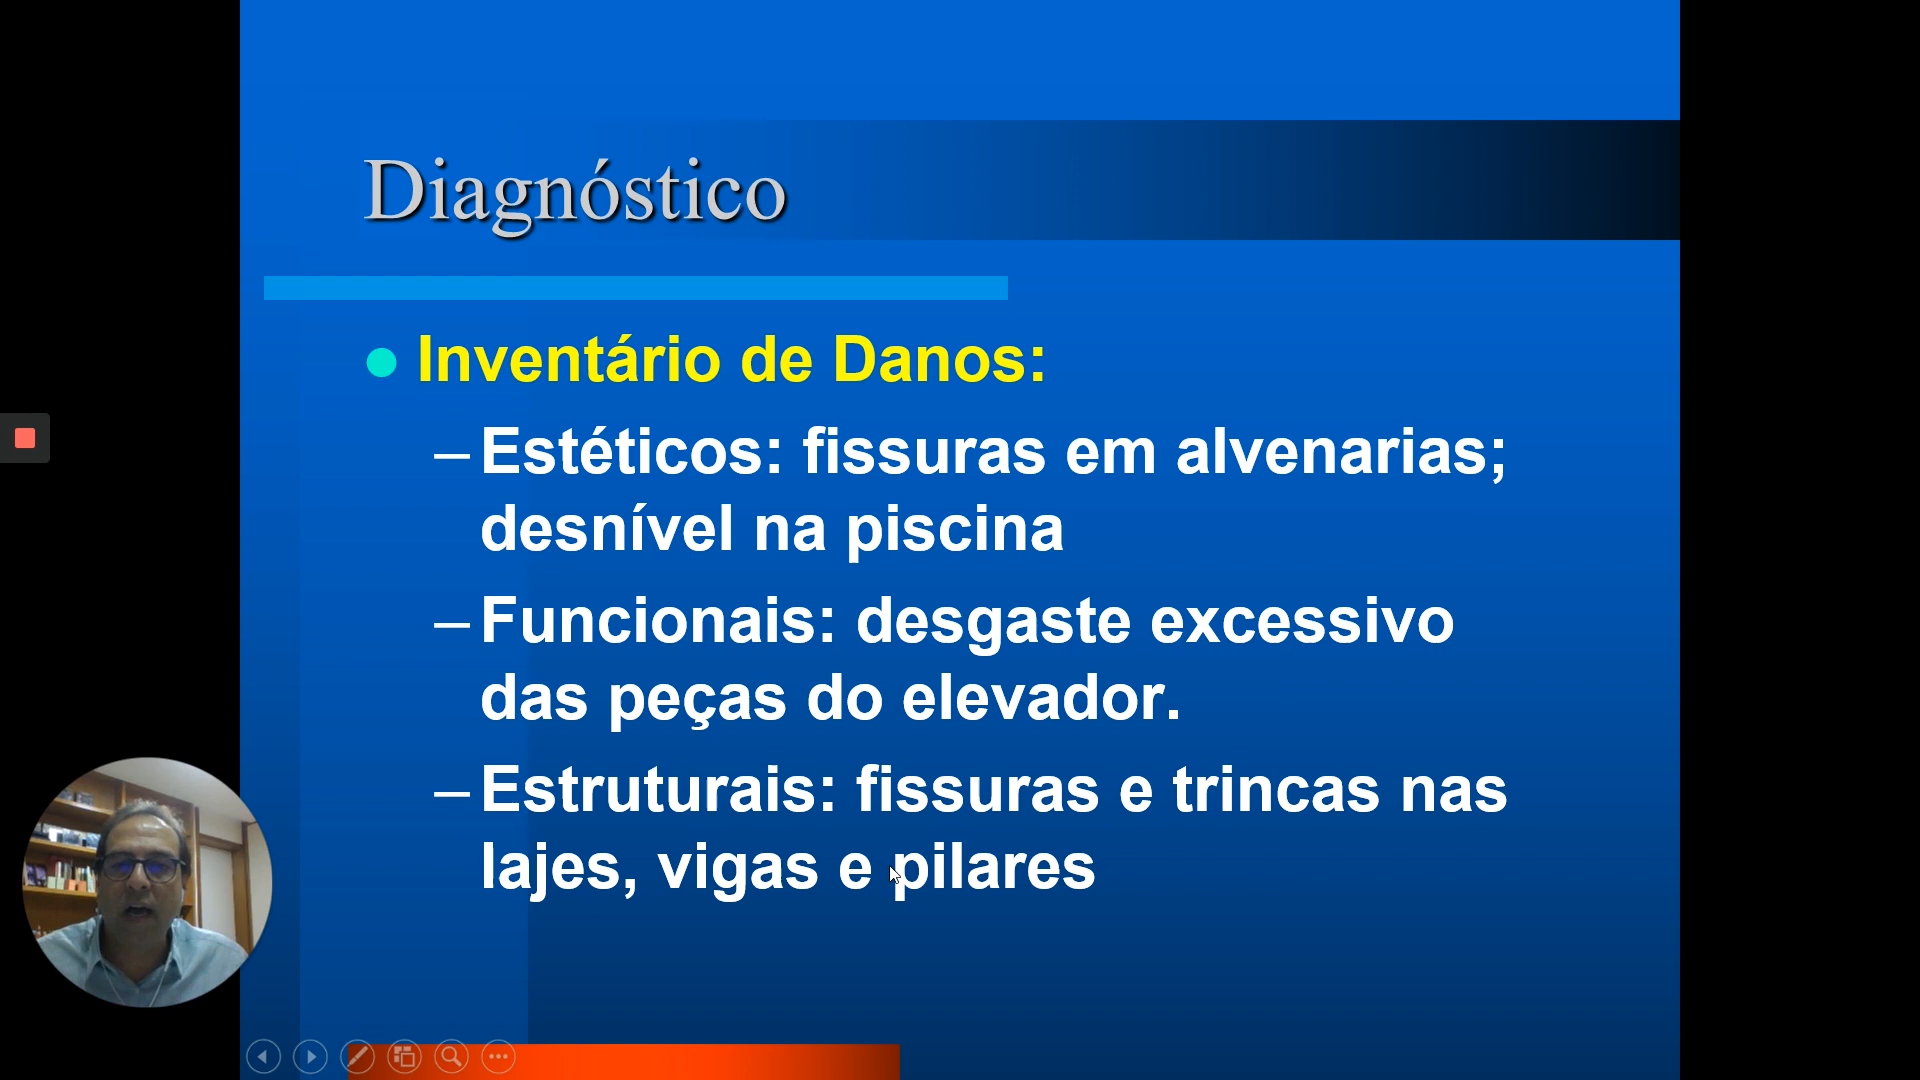 Diagnóstico
Inventário de Danos:
– Estéticos: fissuras em alvenarias;
desnível na piscina
– Funcionais: desgaste excessivo
das peças do elevador.
– Estruturais: fissuras e trincas nas
lajes, vigas e pilares